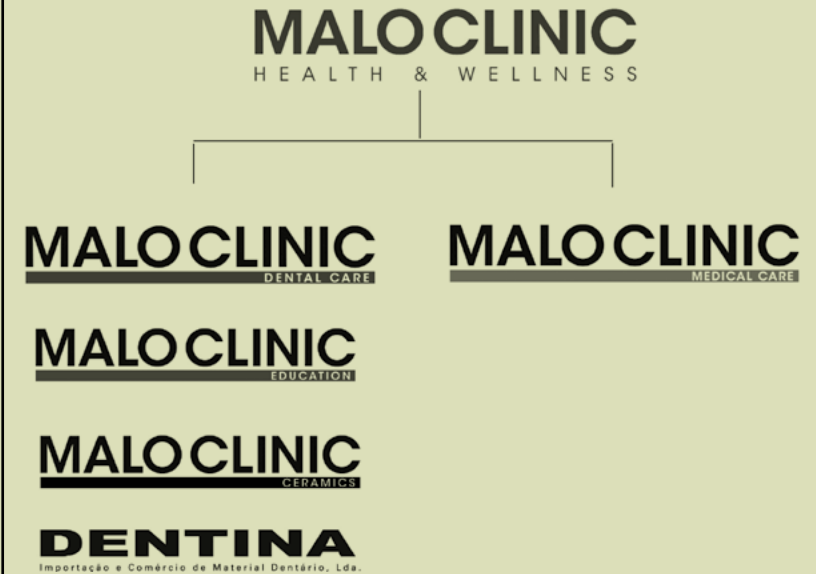 MALO CLINIC
HEALTH & WELLNESS
MALO CLINIC
DENTAL CARE
MALO CLINIC
MEDICAL CARE
MALO CLINIC
EDUCATION
MALO CLINIC
CERAMICS
DENTINA
Importação e Comércio de Material Dentário, Lda.